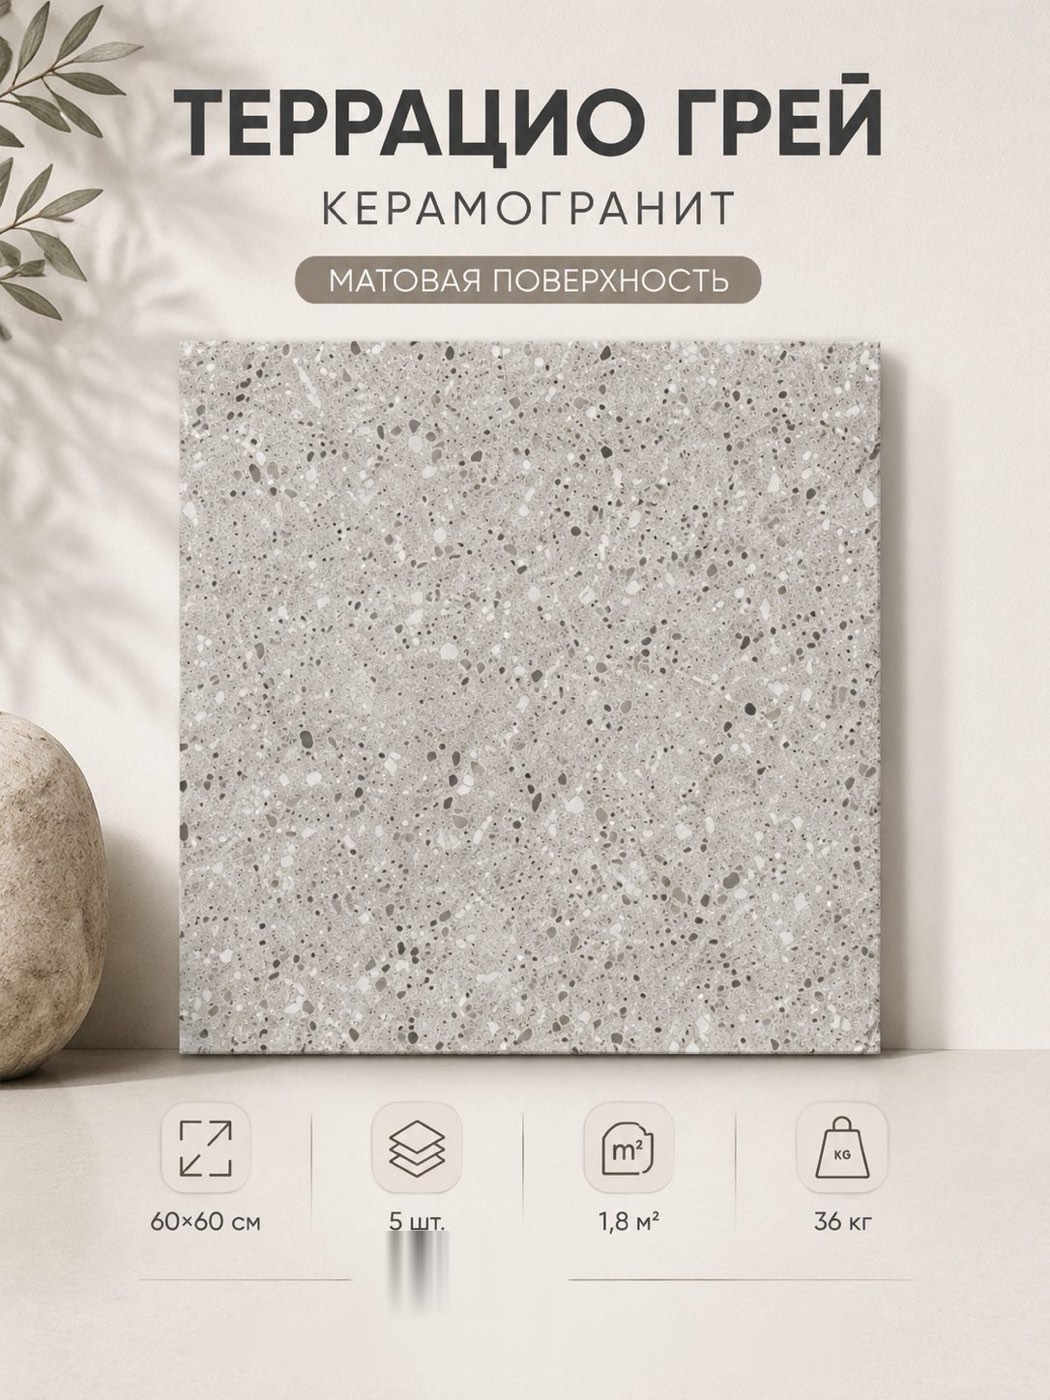 ТЕРРАЦИО ГРЕЙ
КЕРАМОГРАНИТ
МАТОВАЯ ПОВЕРХНОСТЬ
m²
KG
60×60 см
5 шт.
1,8 м²
36 кг